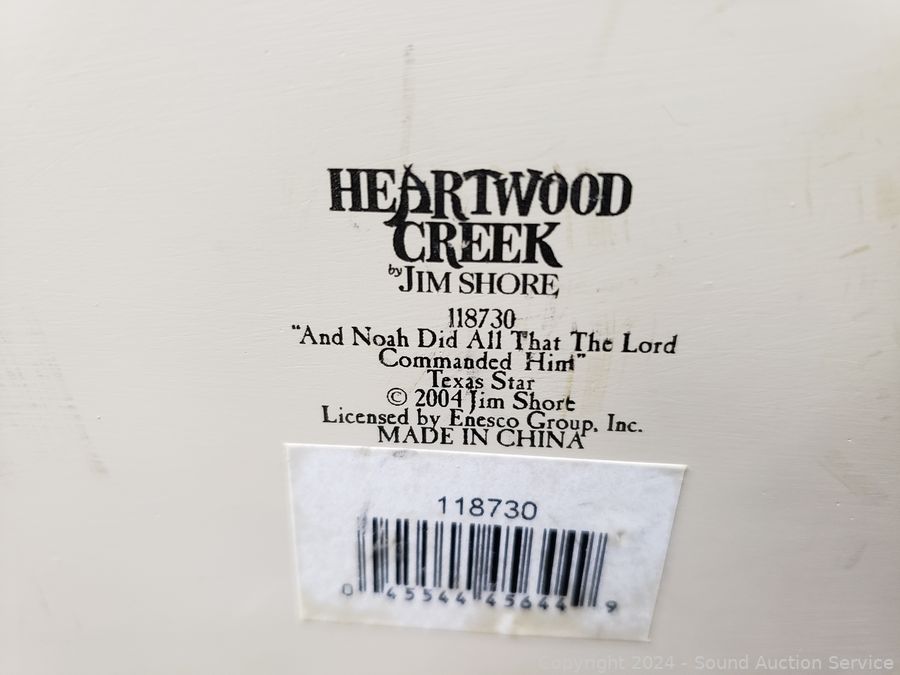 HEARTWOOD
CREEK
by JIM SHORE
118730
"And Noah Did All That The Lord
Commanded Him"
Texas Star
© 2004 Jim Shore
Licensed by Enesco Group, Inc.
MADE IN CHINA
118730
0 45544 45644 9
Copyright 2024 - Sound Auction Service